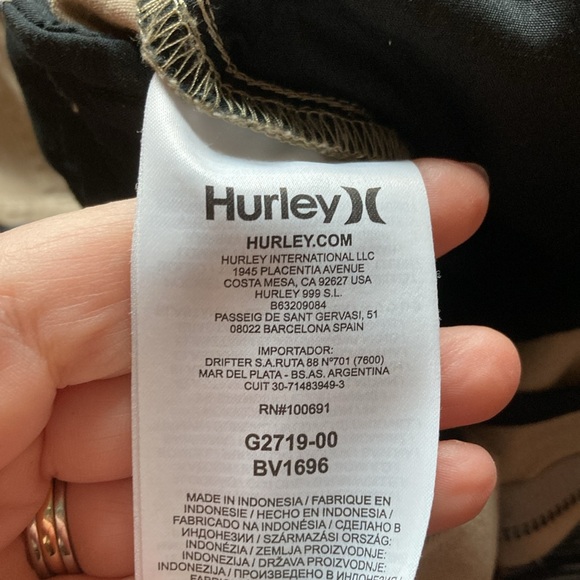 Hurley
HURLEY.COM
HURLEY INTERNATIONAL LLC
1945 PLACENTIA AVENUE
COSTA MESA, CA 92627 USA
HURLEY 999 S.L.
B63209084
PASSEIG DE SANT GERVASI, 51
08022 BARCELONA SPAIN
IMPORTADOR:
DRIFTER S.A.RUTA 88 Nº701 (7600)
MAR DEL PLATA - BS.AS. ARGENTINA
CUIT 30-71483949-3
RN#100691
G2719-00
BV1696
MADE IN INDONESIA / FABRIQUE EN
INDONESIE / HECHO EN INDONESIA /
FABRICADO NA INDONÉSIA / СДЕЛАНО В
ИНДОНЕЗИИ / SZÁRMAZÁSI ORSZÁG:
INDONÉZIA / ZEMLJA PROIZVODNJE:
INDONEZIJA / DRŽAVA PROIZVODNJE:
INDONEZIJA / ПРОИЗВЕДЕНО В